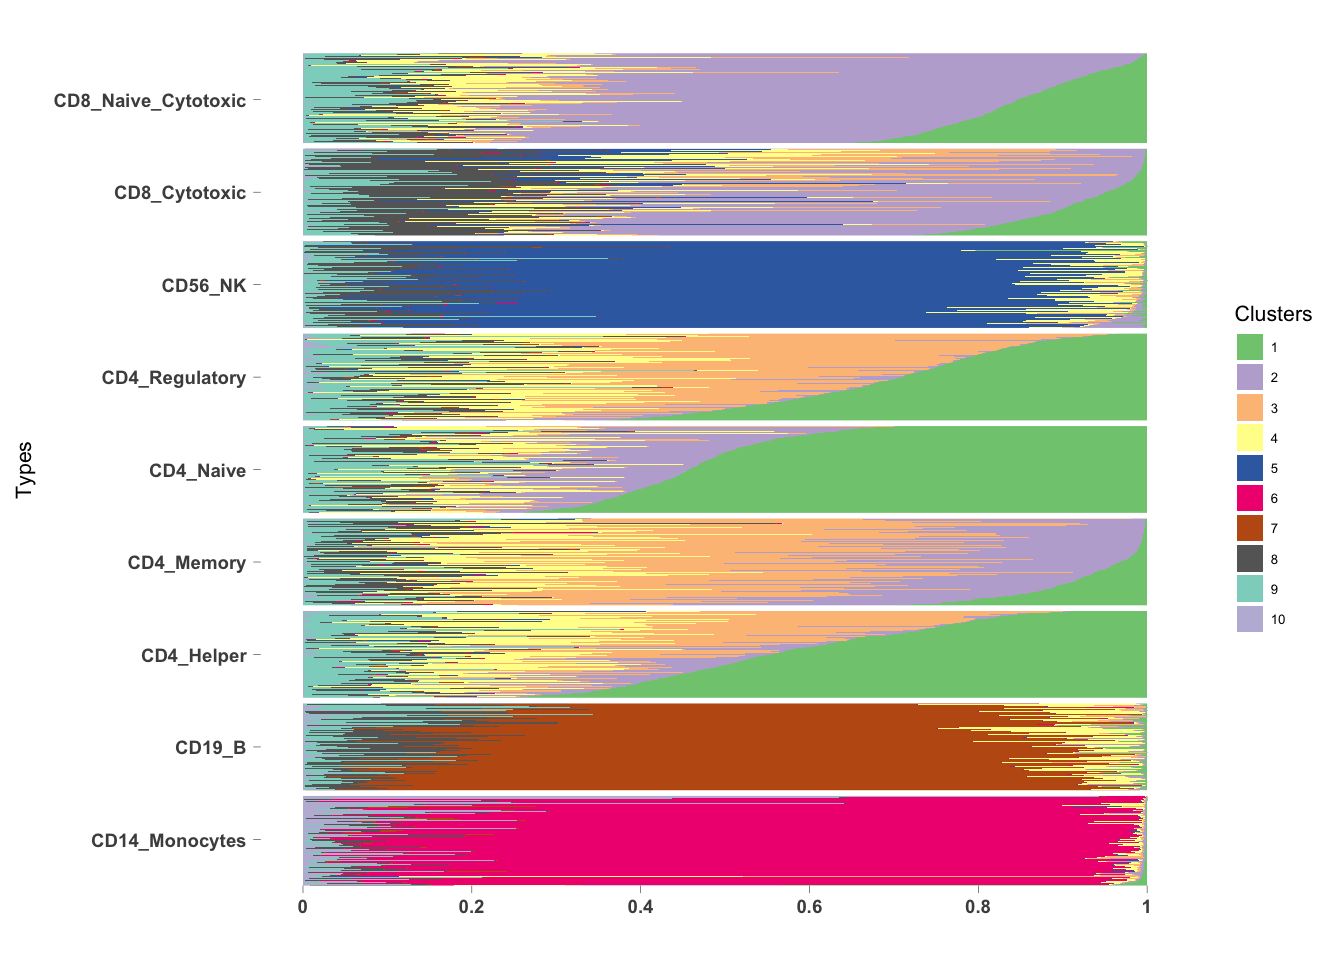 CD8_Naive_Cytotoxic
CD8_Cytotoxic
CD56_NK
CD4_Regulatory
CD4_Naive
CD4_Memory
CD4_Helper
CD19_B
CD14_Monocytes
Types
0 0.2 0.4 0.6 0.8 1
Clusters
1
2
3
4
5
6
7
8
9
10